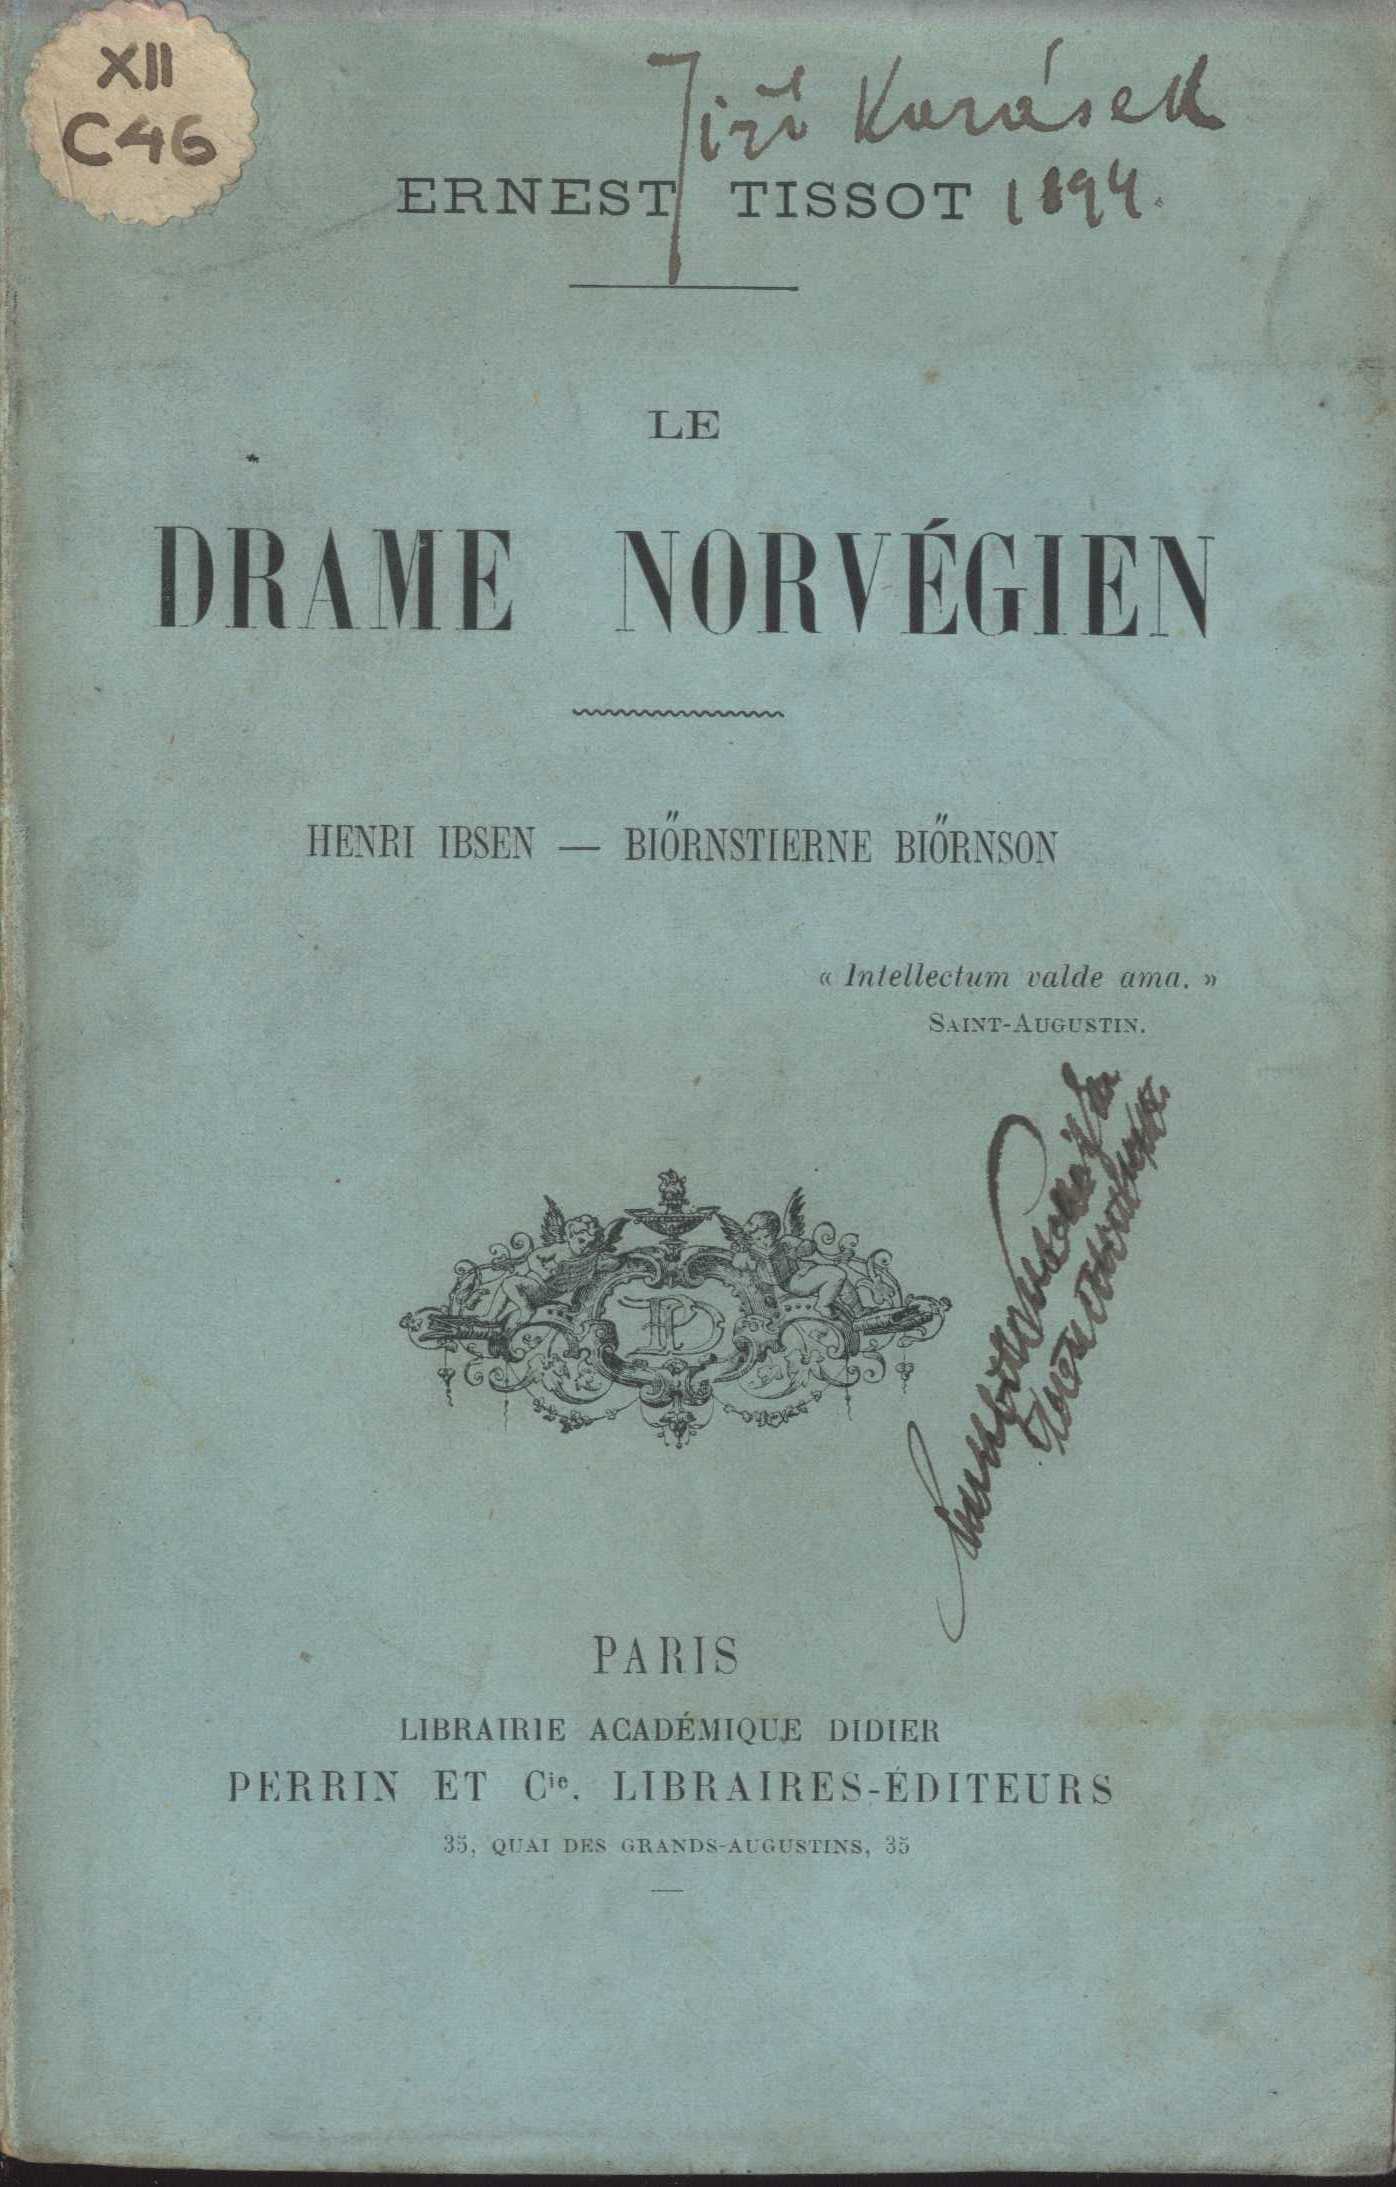 XII
C46
Jiří Karásek
1894.
ERNEST TISSOT
LE
DRAME NORVÉGIEN
HENRI IBSEN — BIŐRNSTIERNE BIŐRNSON
« Intellectum valde ama. »
SAINT-AUGUSTIN.
PARIS
LIBRAIRIE ACADÉMIQUE DIDIER
PERRIN ET Cie, LIBRAIRES-ÉDITEURS
35, QUAI DES GRANDS-AUGUSTINS, 35